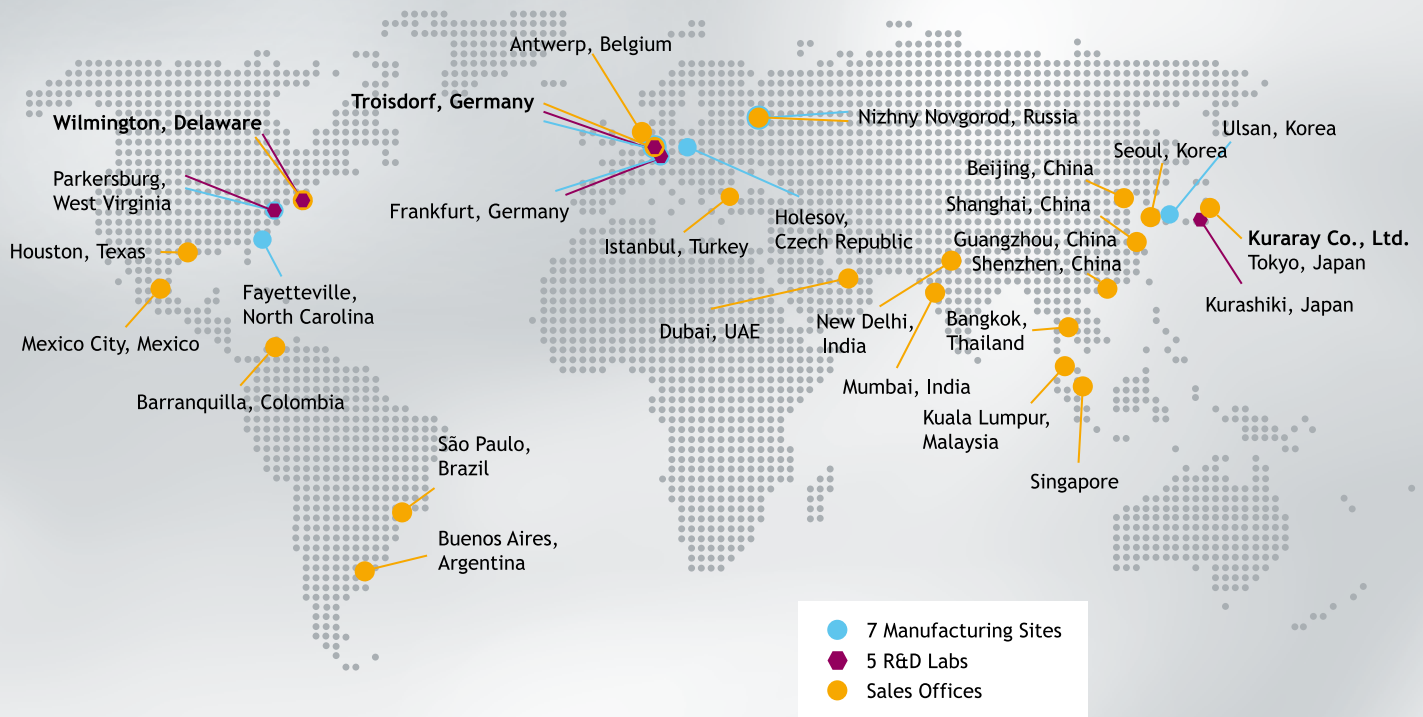 Antwerp, Belgium
Troisdorf, Germany
Wilmington, Delaware
Nizhny Novgorod, Russia
Ulsan, Korea
Seoul, Korea
Beijing, China
Parkersburg,
West Virginia
Shanghai, China
Frankfurt, Germany
Holesov,
Czech Republic
Istanbul, Turkey
Guangzhou, China
Shenzhen, China
Kuraray Co., Ltd.
Tokyo, Japan
Houston, Texas
Fayetteville,
North Carolina
Kurashiki, Japan
Dubai, UAE
New Delhi,
India
Bangkok,
Thailand
Mexico City, Mexico
Mumbai, India
Barranquilla, Colombia
Kuala Lumpur,
Malaysia
São Paulo,
Brazil
Singapore
Buenos Aires,
Argentina
7 Manufacturing Sites
5 R&D Labs
Sales Offices